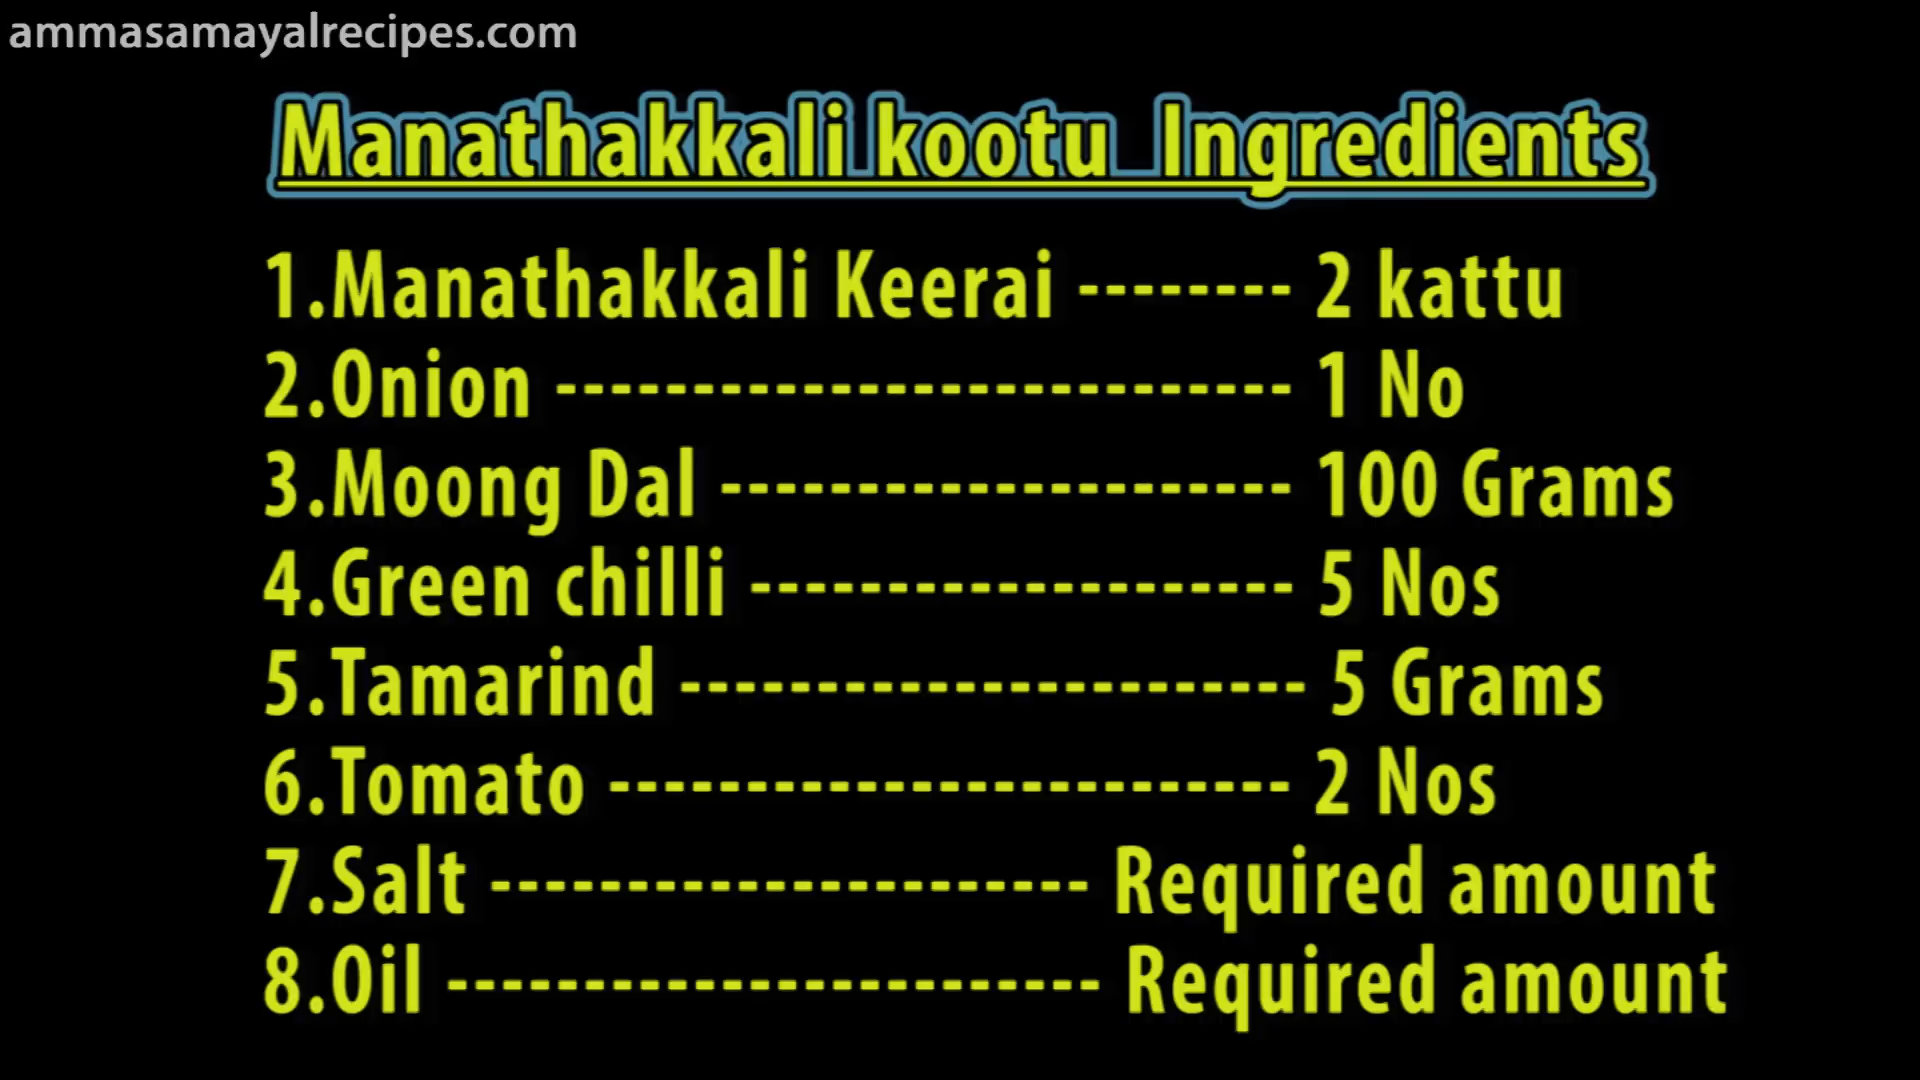 ammasamayalrecipes.com
Manathakkali kootu  Ingredients
1.Manathakkali Keerai -------- 2 kattu
2.Onion --------------------------- 1 No
3.Moong Dal --------------------- 100 Grams
4.Green chilli -------------------- 5 Nos
5.Tamarind ----------------------- 5 Grams
6.Tomato ------------------------- 2 Nos
7.Salt ---------------------- Required amount
8.Oil ------------------------ Required amount